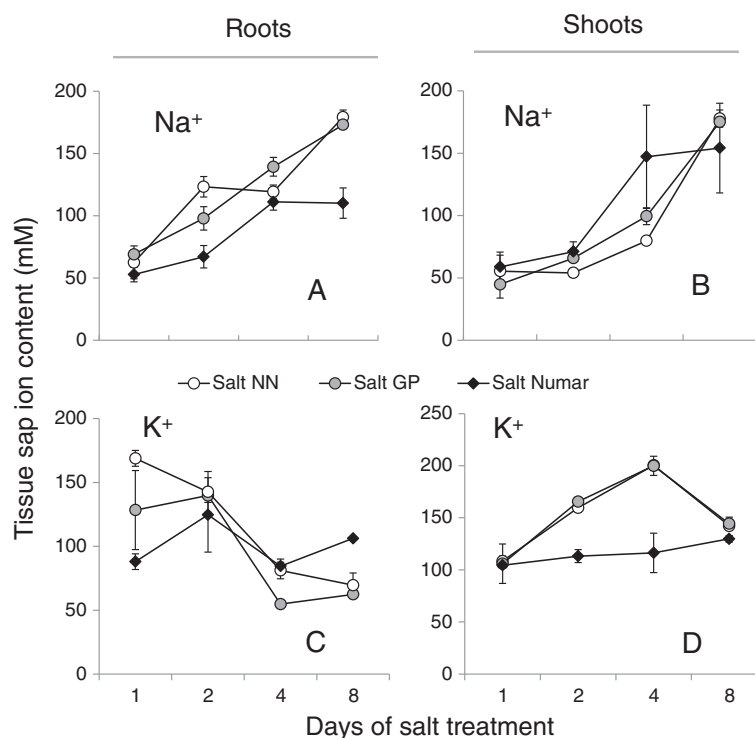 Roots Shoots
Tissue sap ion content (mM)
200
150
100
50
0
Na⁺
A
200
150
100
50
0
Na⁺
B
Salt NN Salt GP Salt Numar
200
150
100
50
0
K⁺
C
1 2 4 8
250
200
150
100
50
0
K⁺
D
1 2 4 8
Days of salt treatment